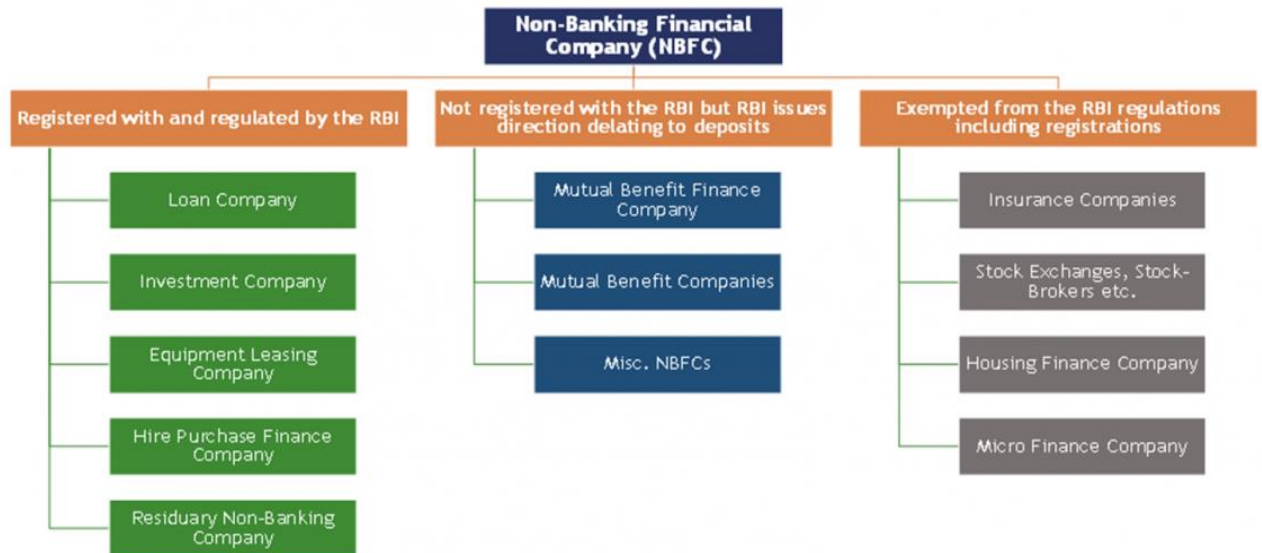 Non-Banking Financial
Company (NBFC)
Registered with and regulated by the RBI
Loan Company
Investment Company
Equipment Leasing
Company
Hire Purchase Finance
Company
Residuary Non-Banking
Company
Not registered with the RBI but RBI issues
direction delating to deposits
Mutual Benefit Finance
Company
Mutual Benefit Companies
Misc. NBFCs
Exempted from the RBI regulations
including registrations
Insurance Companies
Stock Exchanges, Stock-
Brokers etc.
Housing Finance Company
Micro Finance Company